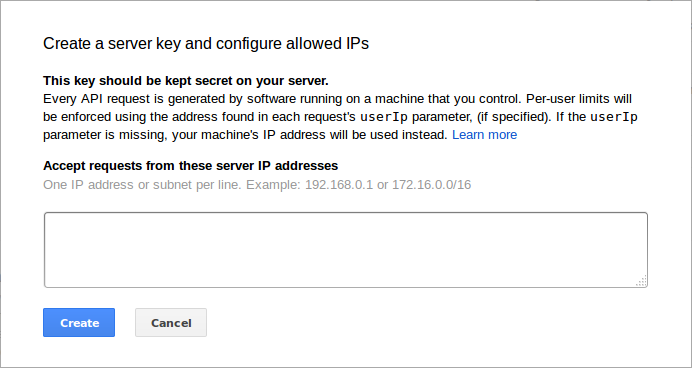 Create a server key and configure allowed IPs
This key should be kept secret on your server.
Every API request is generated by software running on a machine that you control. Per-user limits will
be enforced using the address found in each request's userIp parameter, (if specified). If the userIp
parameter is missing, your machine's IP address will be used instead. Learn more
Accept requests from these server IP addresses
One IP address or subnet per line. Example: 192.168.0.1 or 172.16.0.0/16
Create Cancel